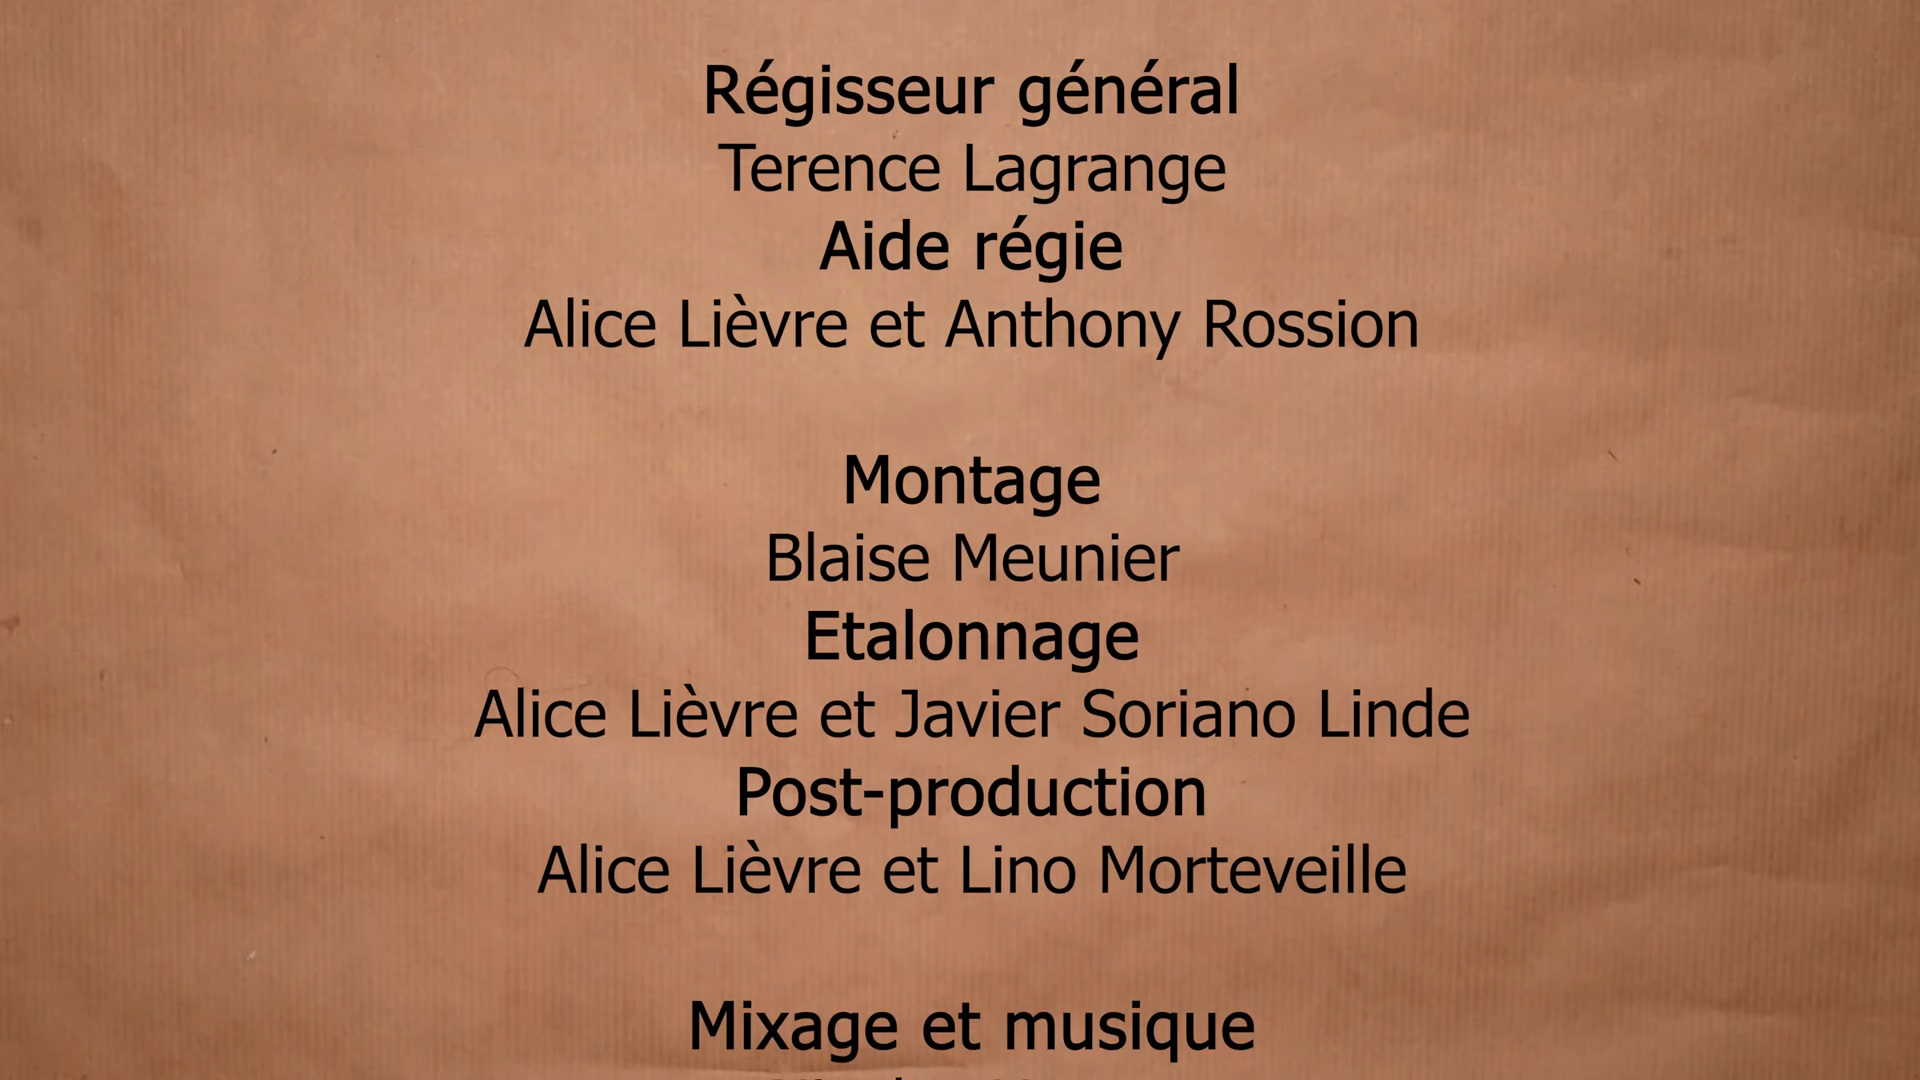 Régisseur général
Terence Lagrange
Aide régie
Alice Lièvre et Anthony Rossion
Montage
Blaise Meunier
Etalonnage
Alice Lièvre et Javier Soriano Linde
Post-production
Alice Lièvre et Lino Morteveille
Mixage et musique